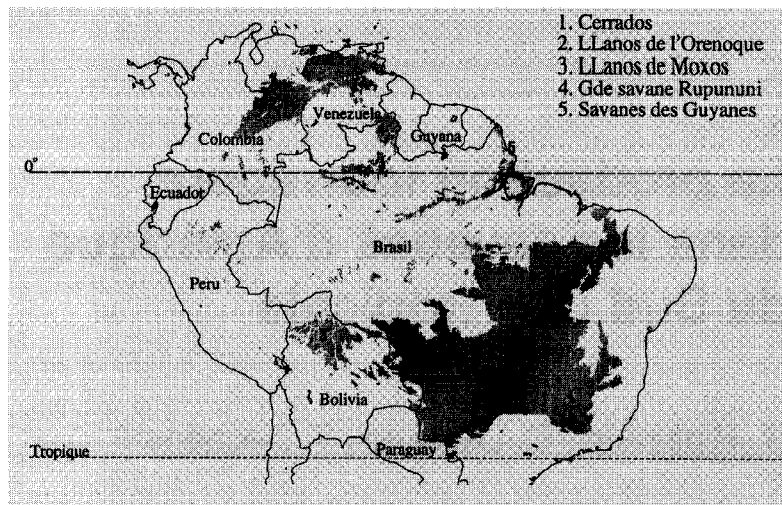 1. Cerrados
2. LLanos de l'Orenoque
3. LLanos de Moxos
4. Gde savane Rupununi
5. Savanes des Guyanes
Venezuela
Colombia
Guyana
5
0°
Ecuador
Brasil
Peru
Bolivia
Tropique
Paraguay